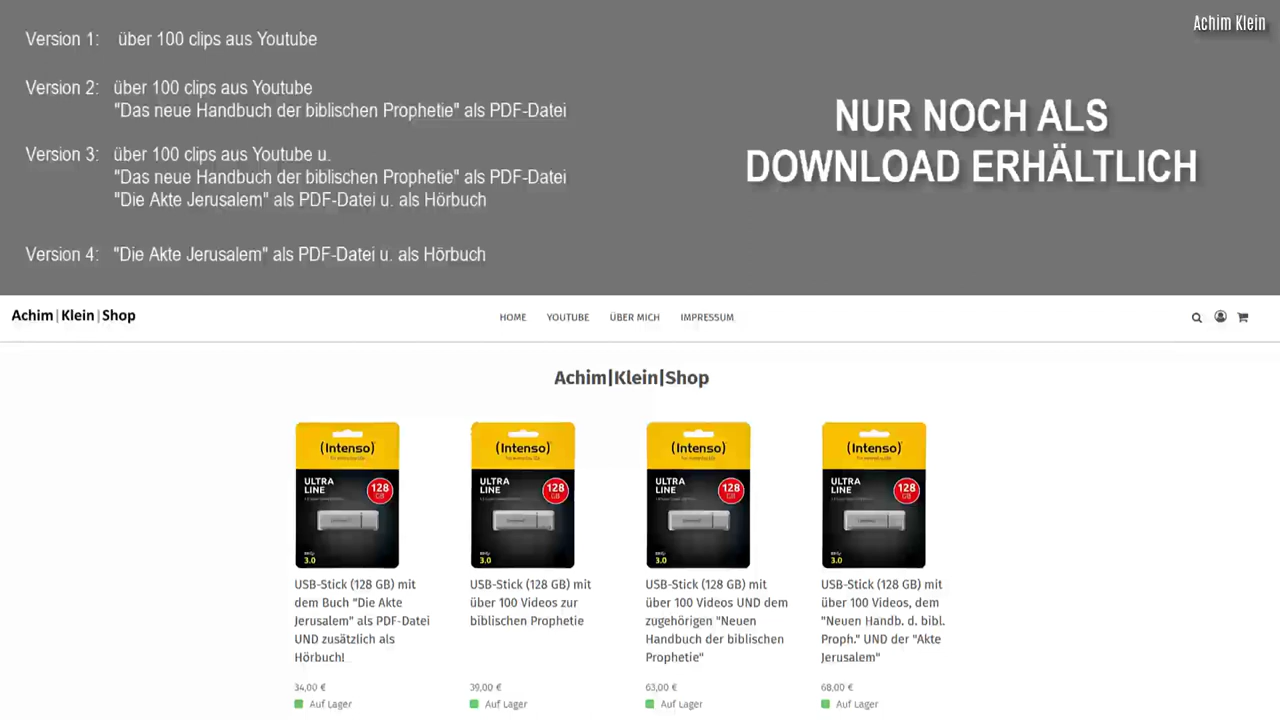 Achim Klein
Version 1: über 100 clips aus Youtube
Version 2: über 100 clips aus Youtube
"Das neue Handbuch der biblischen Prophetie" als PDF-Datei
Version 3: über 100 clips aus Youtube u.
"Das neue Handbuch der biblischen Prophetie" als PDF-Datei
"Die Akte Jerusalem" als PDF-Datei u. als Hörbuch
Version 4: "Die Akte Jerusalem" als PDF-Datei u. als Hörbuch
NUR NOCH ALS
DOWNLOAD ERHÄLTLICH
Achim|Klein|Shop
HOME YOUTUBE ÜBER MICH IMPRESSUM
Achim|Klein|Shop
(intenso)
ULTRA
LINE
128
GB
3.0
USB-Stick (128 GB) mit
dem Buch "Die Akte
Jerusalem" als PDF-Datei
UND zusätzlich als
Hörbuch!
34,00 €
Auf Lager
(intenso)
ULTRA
LINE
128
GB
3.0
USB-Stick (128 GB) mit
über 100 Videos zur
biblischen Prophetie
39,00 €
Auf Lager
(intenso)
ULTRA
LINE
128
GB
3.0
USB-Stick (128 GB) mit
über 100 Videos UND dem
zugehörigen "Neuen
Handbuch der biblischen
Prophetie"
63,00 €
Auf Lager
(intenso)
ULTRA
LINE
128
GB
3.0
USB-Stick (128 GB) mit
über 100 Videos, dem
"Neuen Handb. d. bibl.
Proph." UND der "Akte
Jerusalem"
68,00 €
Auf Lager